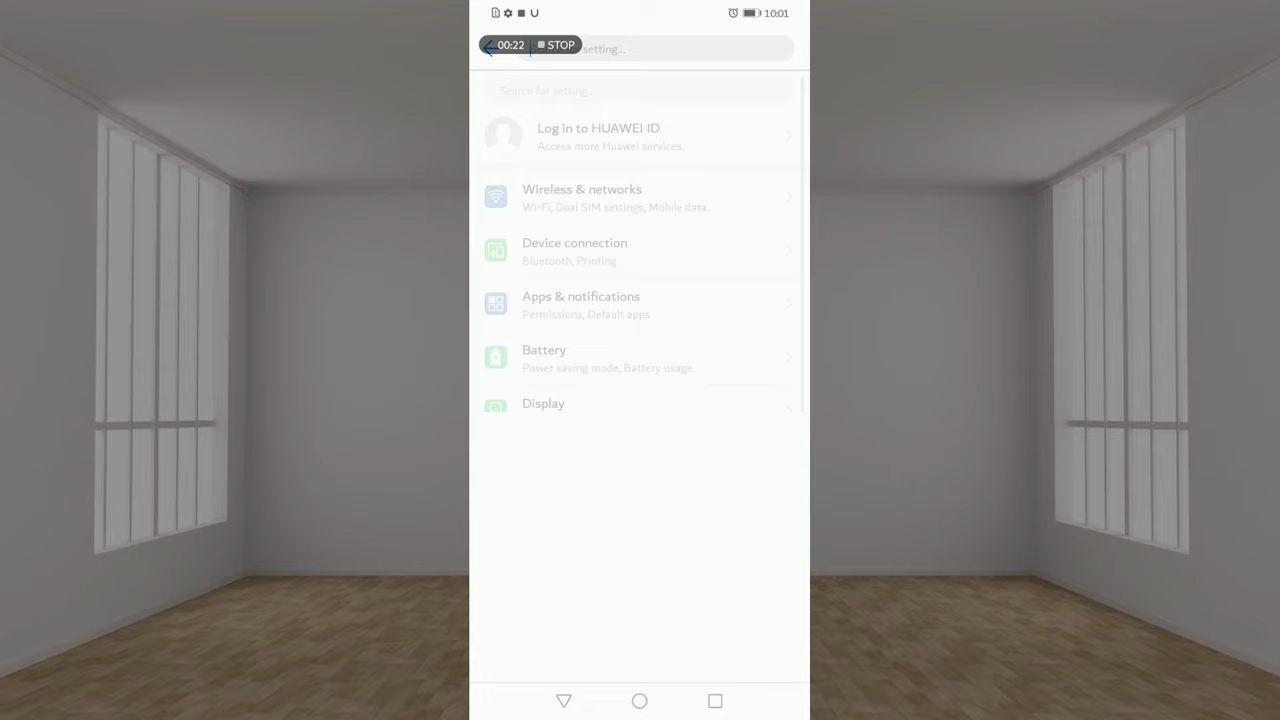 U
10:01
00:22 STOP
setting...
Search for setting..
Log in to HUAWEI ID
Access more Huawei services.
Wireless & networks
Wi-Fi, Dual SIM settings, Mobile data
Device connection
Bluetooth, Printing
Apps & notifications
Permissions, Default apps
Battery
Power saving mode, Battery usage
Display